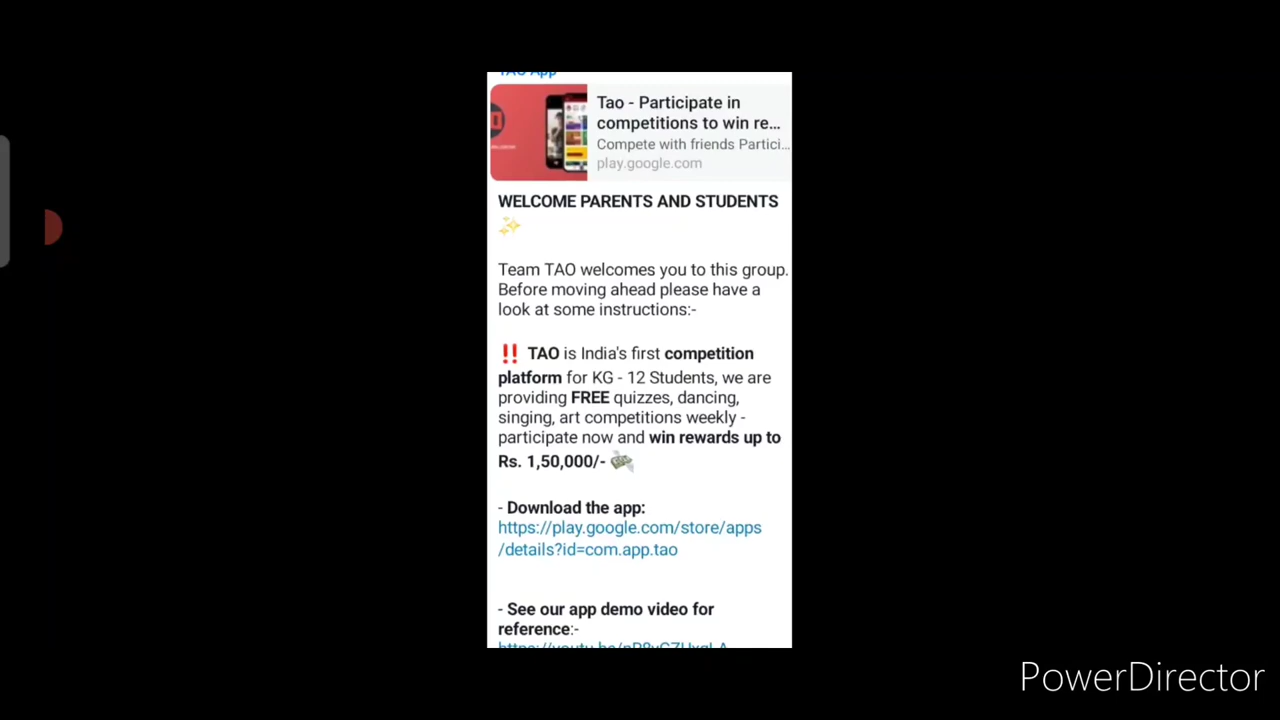 TAO App
Tao - Participate in
competitions to win re...
Compete with friends Partici...
play.google.com
WELCOME PARENTS AND STUDENTS
✨
Team TAO welcomes you to this group.
Before moving ahead please have a
look at some instructions:-
‼️ TAO is India's first competition
platform for KG - 12 Students, we are
providing FREE quizzes, dancing,
singing, art competitions weekly -
participate now and win rewards up to
Rs. 1,50,000/- 💸
- Download the app:
https://play.google.com/store/apps
/details?id=com.app.tao
- See our app demo video for
reference:-
PowerDirector